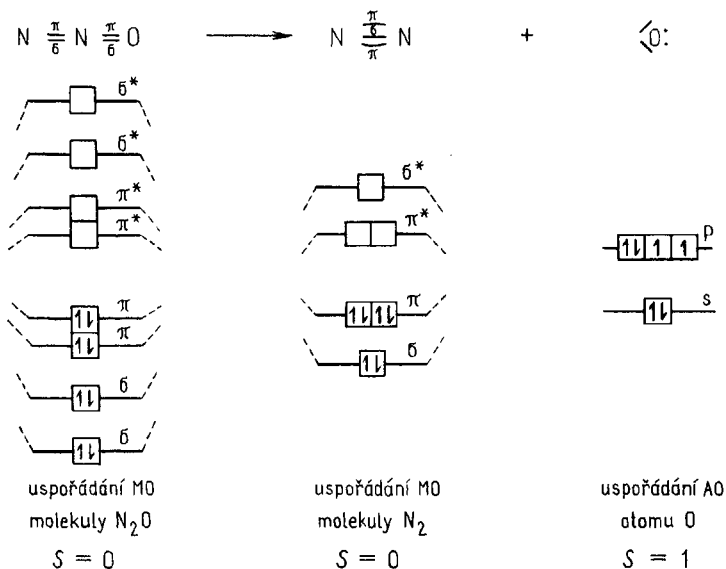 N π/б N π/б O ⟶ N π/б/π N + O:
б*
б*
π*
π*
π
π
б
б
б*
π*
π
б
p
s
uspořádání MO
molekuly N₂O
S = 0
uspořádání MO
molekuly N₂
S = 0
uspořádání AO
atomu O
S = 1